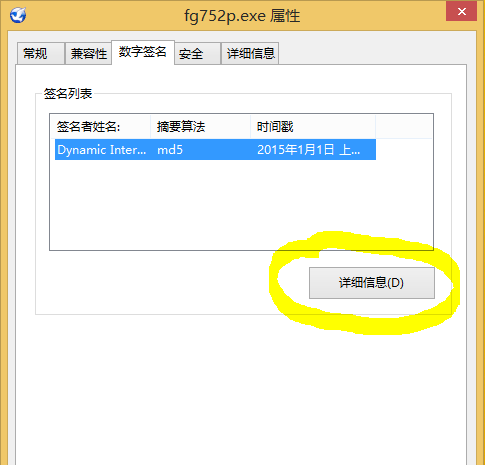 fg752p.exe 属性
常规 兼容性 数字签名 安全 详细信息
签名列表
签名者姓名: 摘要算法 时间戳
Dynamic Inter... md5 2015年1月1日 上...
详细信息(D)